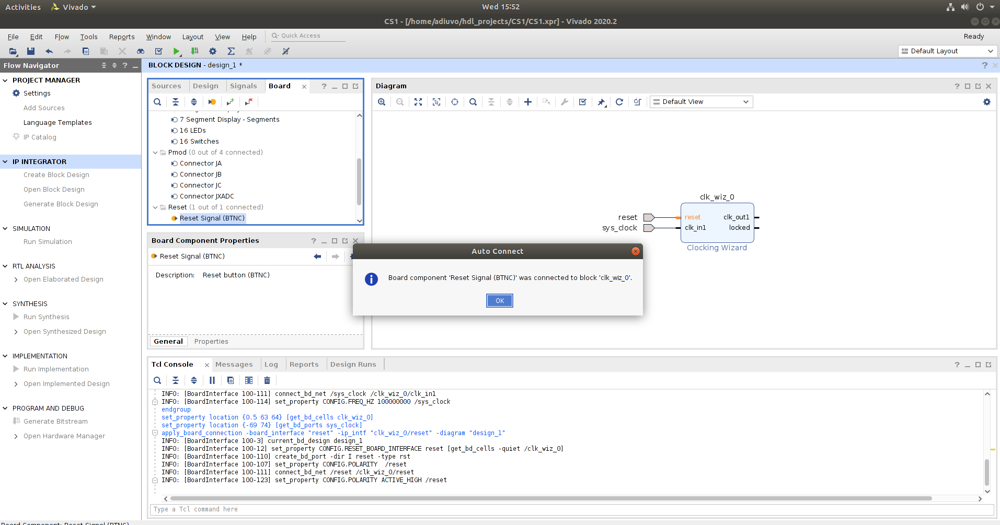 Activities
Vivado
Wed 15:52
CS1 - [/home/adiuvo/hdl_projects/CS1/CS1.xpr] - Vivado 2020.2
File Edit Flow Tools Reports Window Layout View Help
Quick Access
Ready
Default Layout
Flow Navigator
BLOCK DESIGN - design_1 *
PROJECT MANAGER
Settings
Add Sources
Language Templates
IP Catalog
IP INTEGRATOR
Create Block Design
Open Block Design
Generate Block Design
SIMULATION
Run Simulation
RTL ANALYSIS
Open Elaborated Design
SYNTHESIS
Run Synthesis
Open Synthesized Design
IMPLEMENTATION
Run Implementation
Open Implemented Design
PROGRAM AND DEBUG
Generate Bitstream
Open Hardware Manager
Sources Design Signals Board
7 Segment Display - Segments
16 LEDs
16 Switches
Pmod (0 out of 4 connected)
Connector JA
Connector JB
Connector JC
Connector JXADC
Reset (1 out of 1 connected)
Reset Signal (BTNC)
Board Component Properties
Reset Signal (BTNC)
Description: Reset button (BTNC)
General Properties
Diagram
Default View
clk_wiz_0
reset
sys_clock
reset clk_out1
clk_in1 locked
Clocking Wizard
Auto Connect
Board component 'Reset Signal (BTNC)' was connected to block 'clk_wiz_0'.
OK
Tcl Console Messages Log Reports Design Runs
INFO: [BoardInterface 100-111] connect_bd_net /sys_clock /clk_wiz_0/clk_in1
INFO: [BoardInterface 100-114] set_property CONFIG.FREQ_HZ 100000000 /sys_clock
endgroup
set_property location {0.5 63 64} [get_bd_cells clk_wiz_0]
set_property location {-69 74} [get_bd_ports sys_clock]
apply_board_connection -board_interface "reset" -ip_intf "clk_wiz_0/reset" -diagram "design_1"
INFO: [BoardInterface 100-3] current_bd_design design_1
INFO: [BoardInterface 100-12] set_property CONFIG.RESET_BOARD_INTERFACE reset [get_bd_cells -quiet /clk_wiz_0]
INFO: [BoardInterface 100-110] create_bd_port -dir I reset -type rst
INFO: [BoardInterface 100-107] set_property CONFIG.POLARITY  /reset
INFO: [BoardInterface 100-111] connect_bd_net /reset /clk_wiz_0/reset
INFO: [BoardInterface 100-123] set_property CONFIG.POLARITY ACTIVE_HIGH /reset
Type a Tcl command here
Board Component: Reset Signal (BTNC)